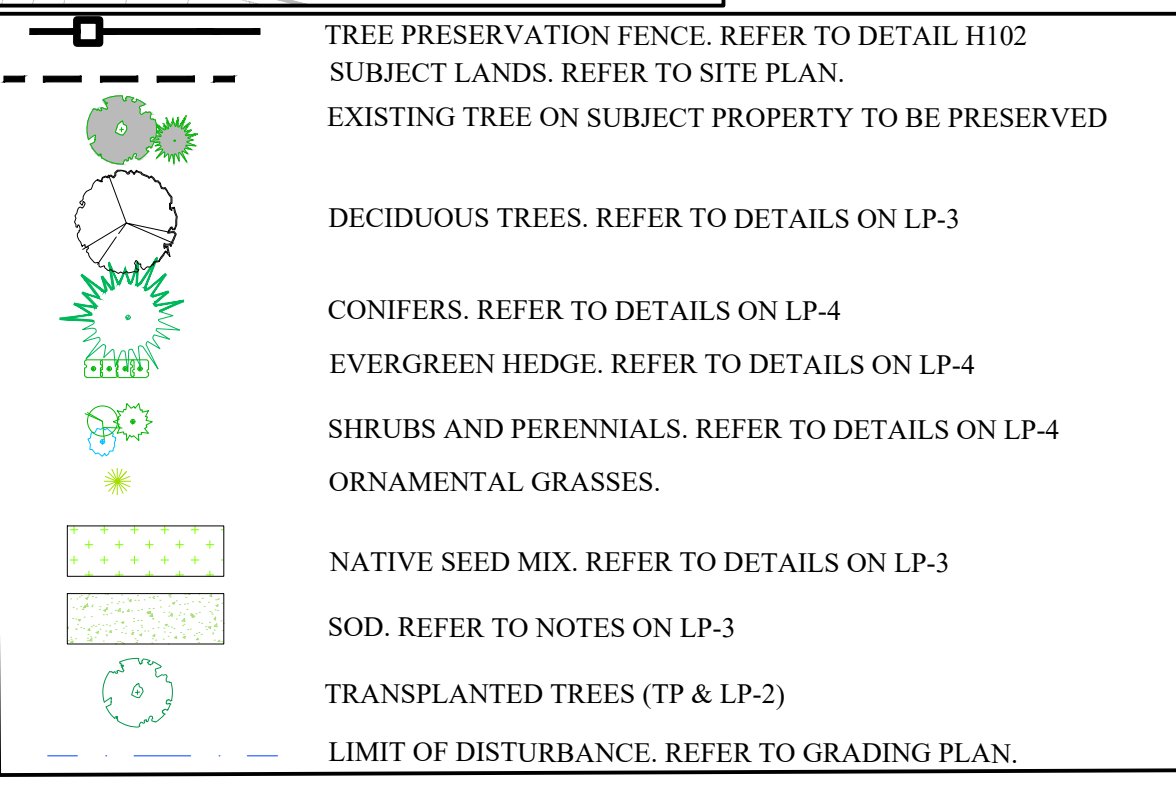 TREE PRESERVATION FENCE. REFER TO DETAIL H102
SUBJECT LANDS. REFER TO SITE PLAN.
EXISTING TREE ON SUBJECT PROPERTY TO BE PRESERVED
DECIDUOUS TREES. REFER TO DETAILS ON LP-3
CONIFERS. REFER TO DETAILS ON LP-4
EVERGREEN HEDGE. REFER TO DETAILS ON LP-4
SHRUBS AND PERENNIALS. REFER TO DETAILS ON LP-4
ORNAMENTAL GRASSES.
NATIVE SEED MIX. REFER TO DETAILS ON LP-3
SOD. REFER TO NOTES ON LP-3
TRANSPLANTED TREES (TP & LP-2)
LIMIT OF DISTURBANCE. REFER TO GRADING PLAN.